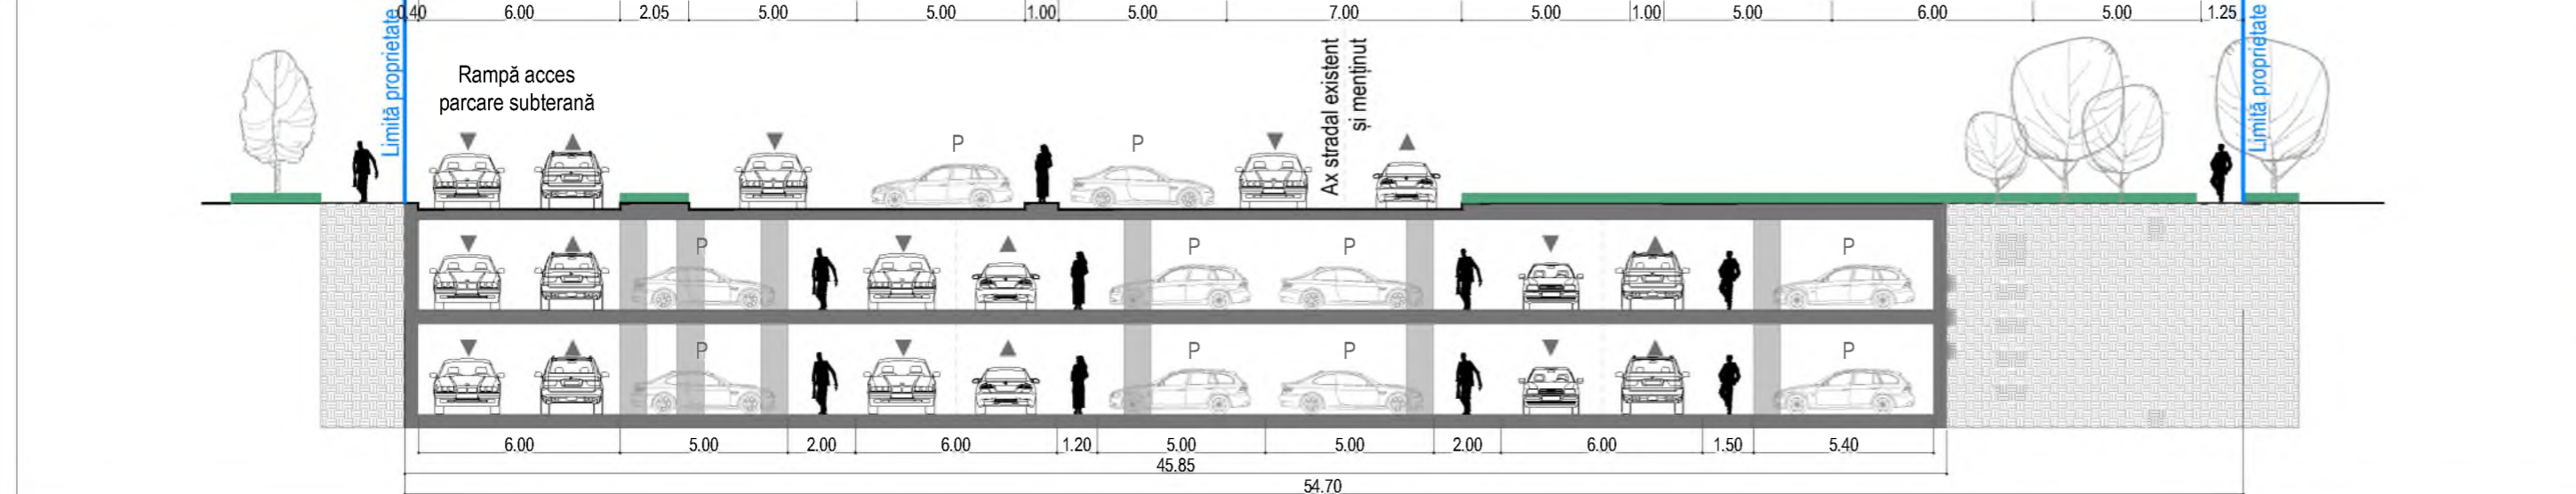 0.40 6.00 2.05 5.00 5.00 1.00 5.00 7.00 5.00 1.00 5.00 6.00 5.00 1.25
Limită proprietate
Rampă acces
parcare subterană
Ax stradal existent
și menținut
Limită proprietate
P P
P P P P
P P P P
6.00 5.00 2.00 6.00 1.20 5.00 5.00 2.00 6.00 1.50 5.40
45.85
54.70